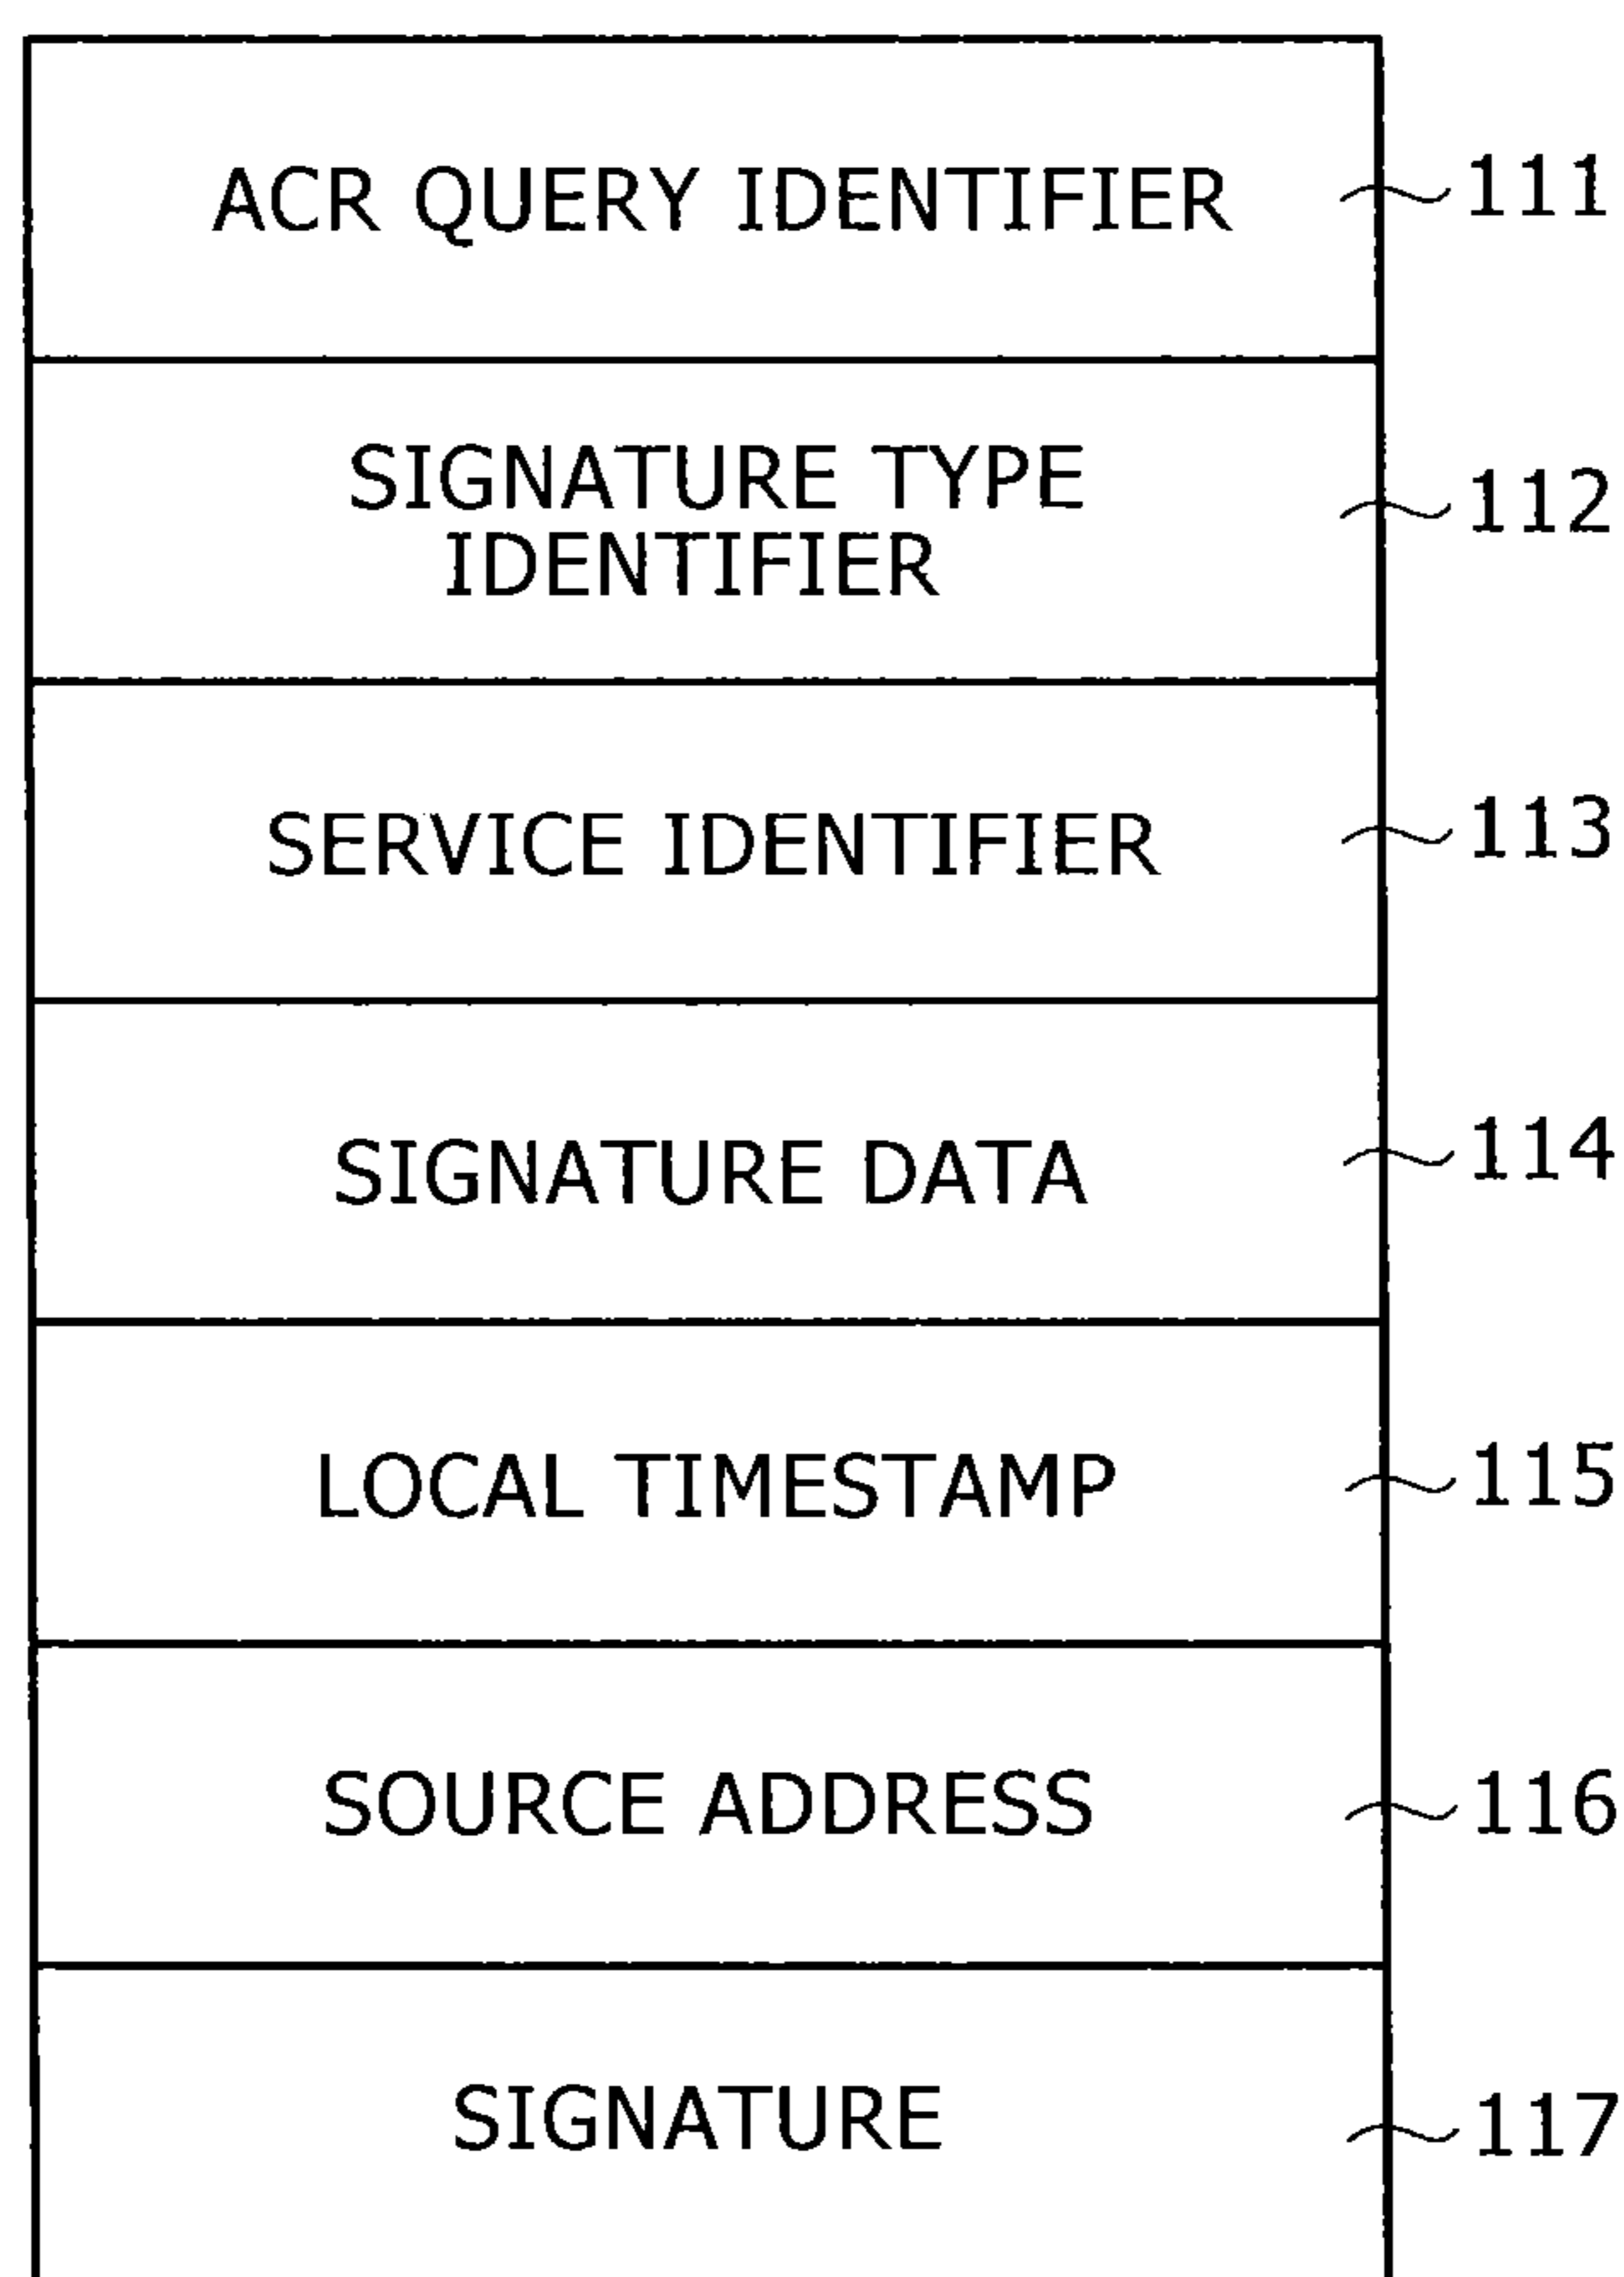 ACR QUERY IDENTIFIER 111
SIGNATURE TYPE 112
IDENTIFIER
SERVICE IDENTIFIER 113
SIGNATURE DATA 114
LOCAL TIMESTAMP 115
SOURCE ADDRESS 116
SIGNATURE 117